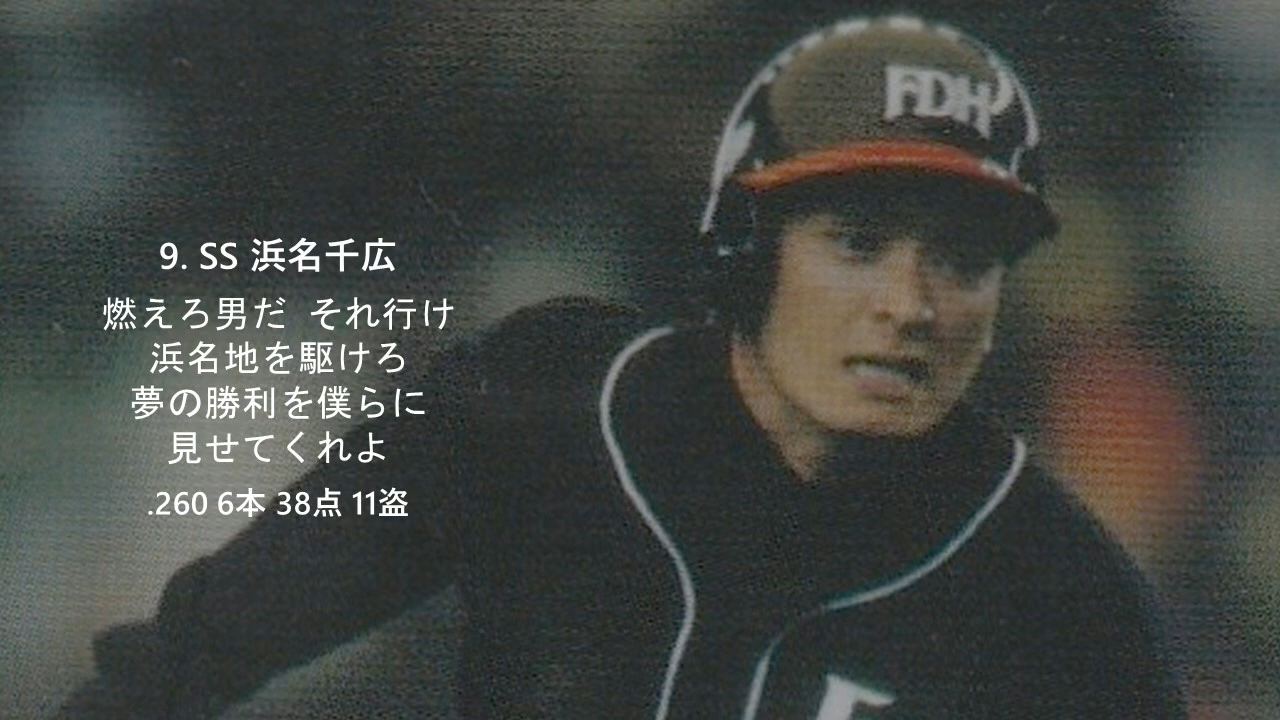 FDH
9. SS 浜名千広
燃えろ男だ それ行け
浜名地を駆けろ
夢の勝利を僕らに
見せてくれよ
.260 6本 38点 11盗